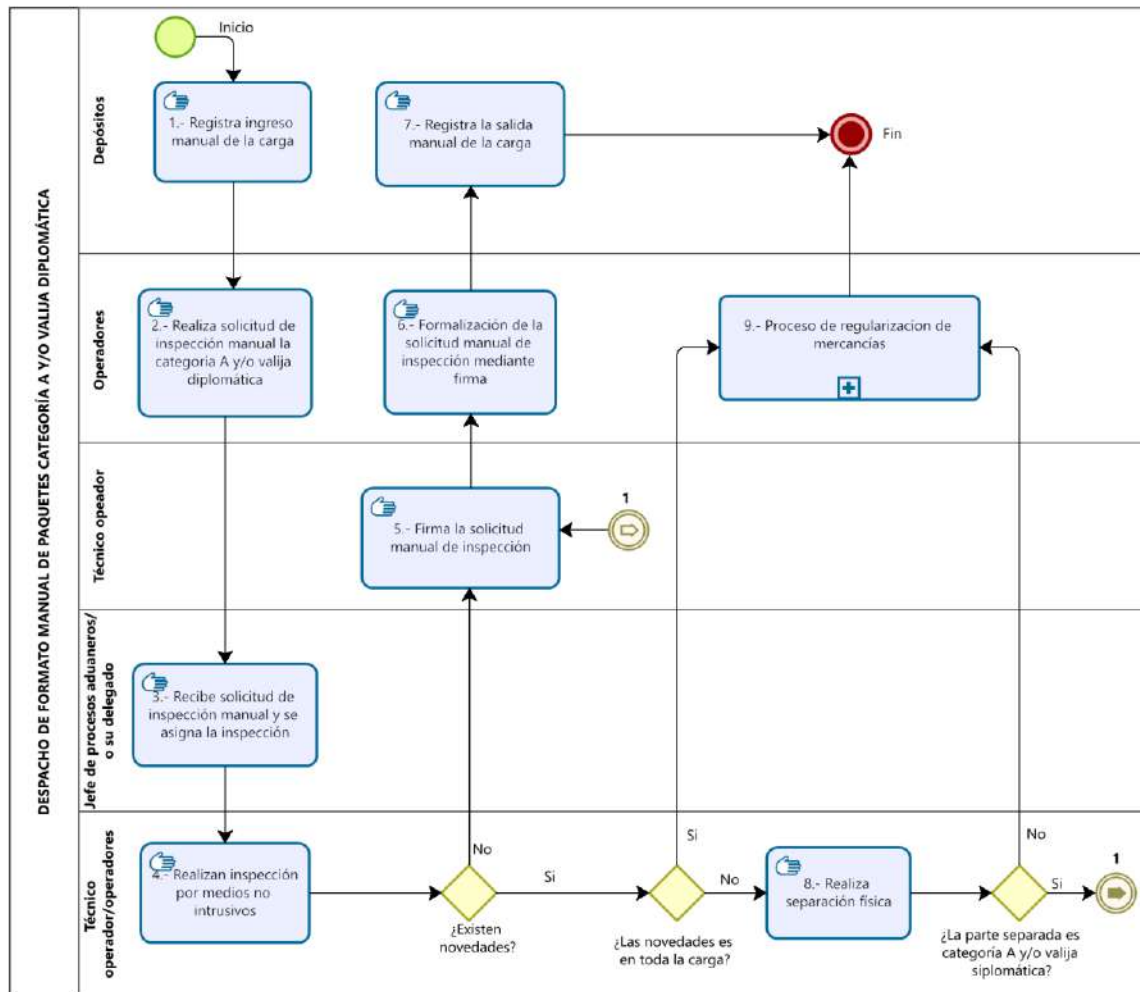 DESPACHO DE FORMATO MANUAL DE PAQUETES CATEGORÍA A Y/O VALIJA DIPLOMÁTICA
Depósitos
Inicio
1.- Registra ingreso
manual de la carga
7.- Registra la salida
manual de la carga
Fin
Operadores
2.- Realiza solicitud de
inspección manual la
categoría A y/o valija
diplomática
6.- Formalización de la
solicitud manual de
inspección mediante
firma
9.- Proceso de regularizacion de
mercancías
Técnico opeador
5.- Firma la solicitud
manual de inspección
1
Jefe de procesos aduaneros/
o su delegado
3.- Recibe solicitud de
inspección manual y se
asigna la inspección
Técnico
operador/operadores
4.- Realizan inspección
por medios no
intrusivos
No
Si
¿Existen
novedades?
Si
No
¿Las novedades es
en toda la carga?
8.- Realiza
separación física
No
Si
¿La parte separada es
categoría A y/o valija
siplomática?
1